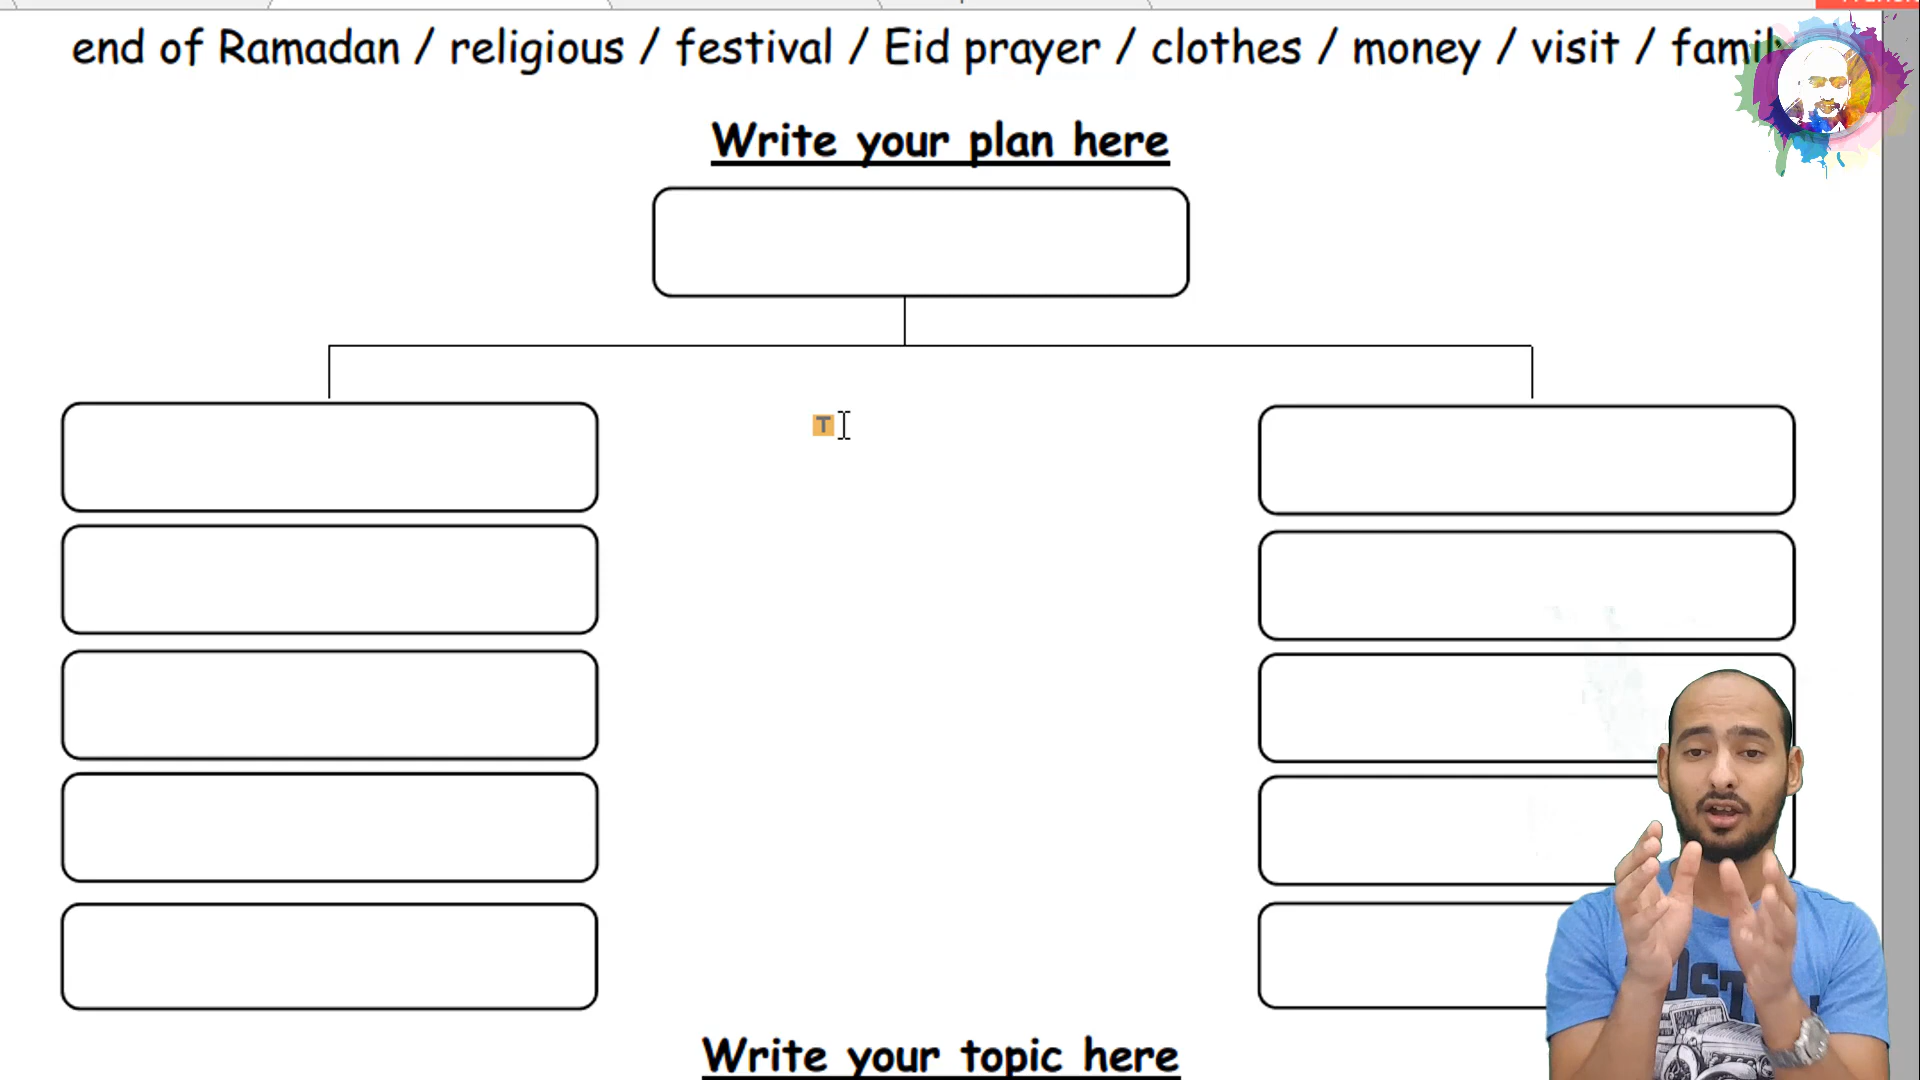 end of Ramadan / religious / festival / Eid prayer / clothes / money / visit /
Write your plan here
T
Write your topic here